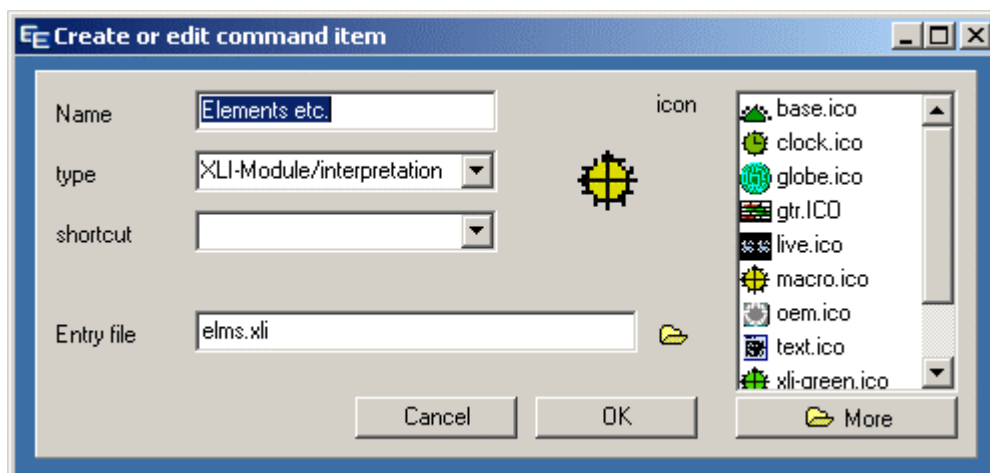 EE Create or edit command item
Name
Elements etc.
icon
type
XLI-Module/interpretation
shortcut
Entry file
elms.xli
base.ico
clock.ico
globe.ico
gtr.ICO
live.ico
macro.ico
oem.ico
text.ico
xli-green.ico
Cancel
OK
More